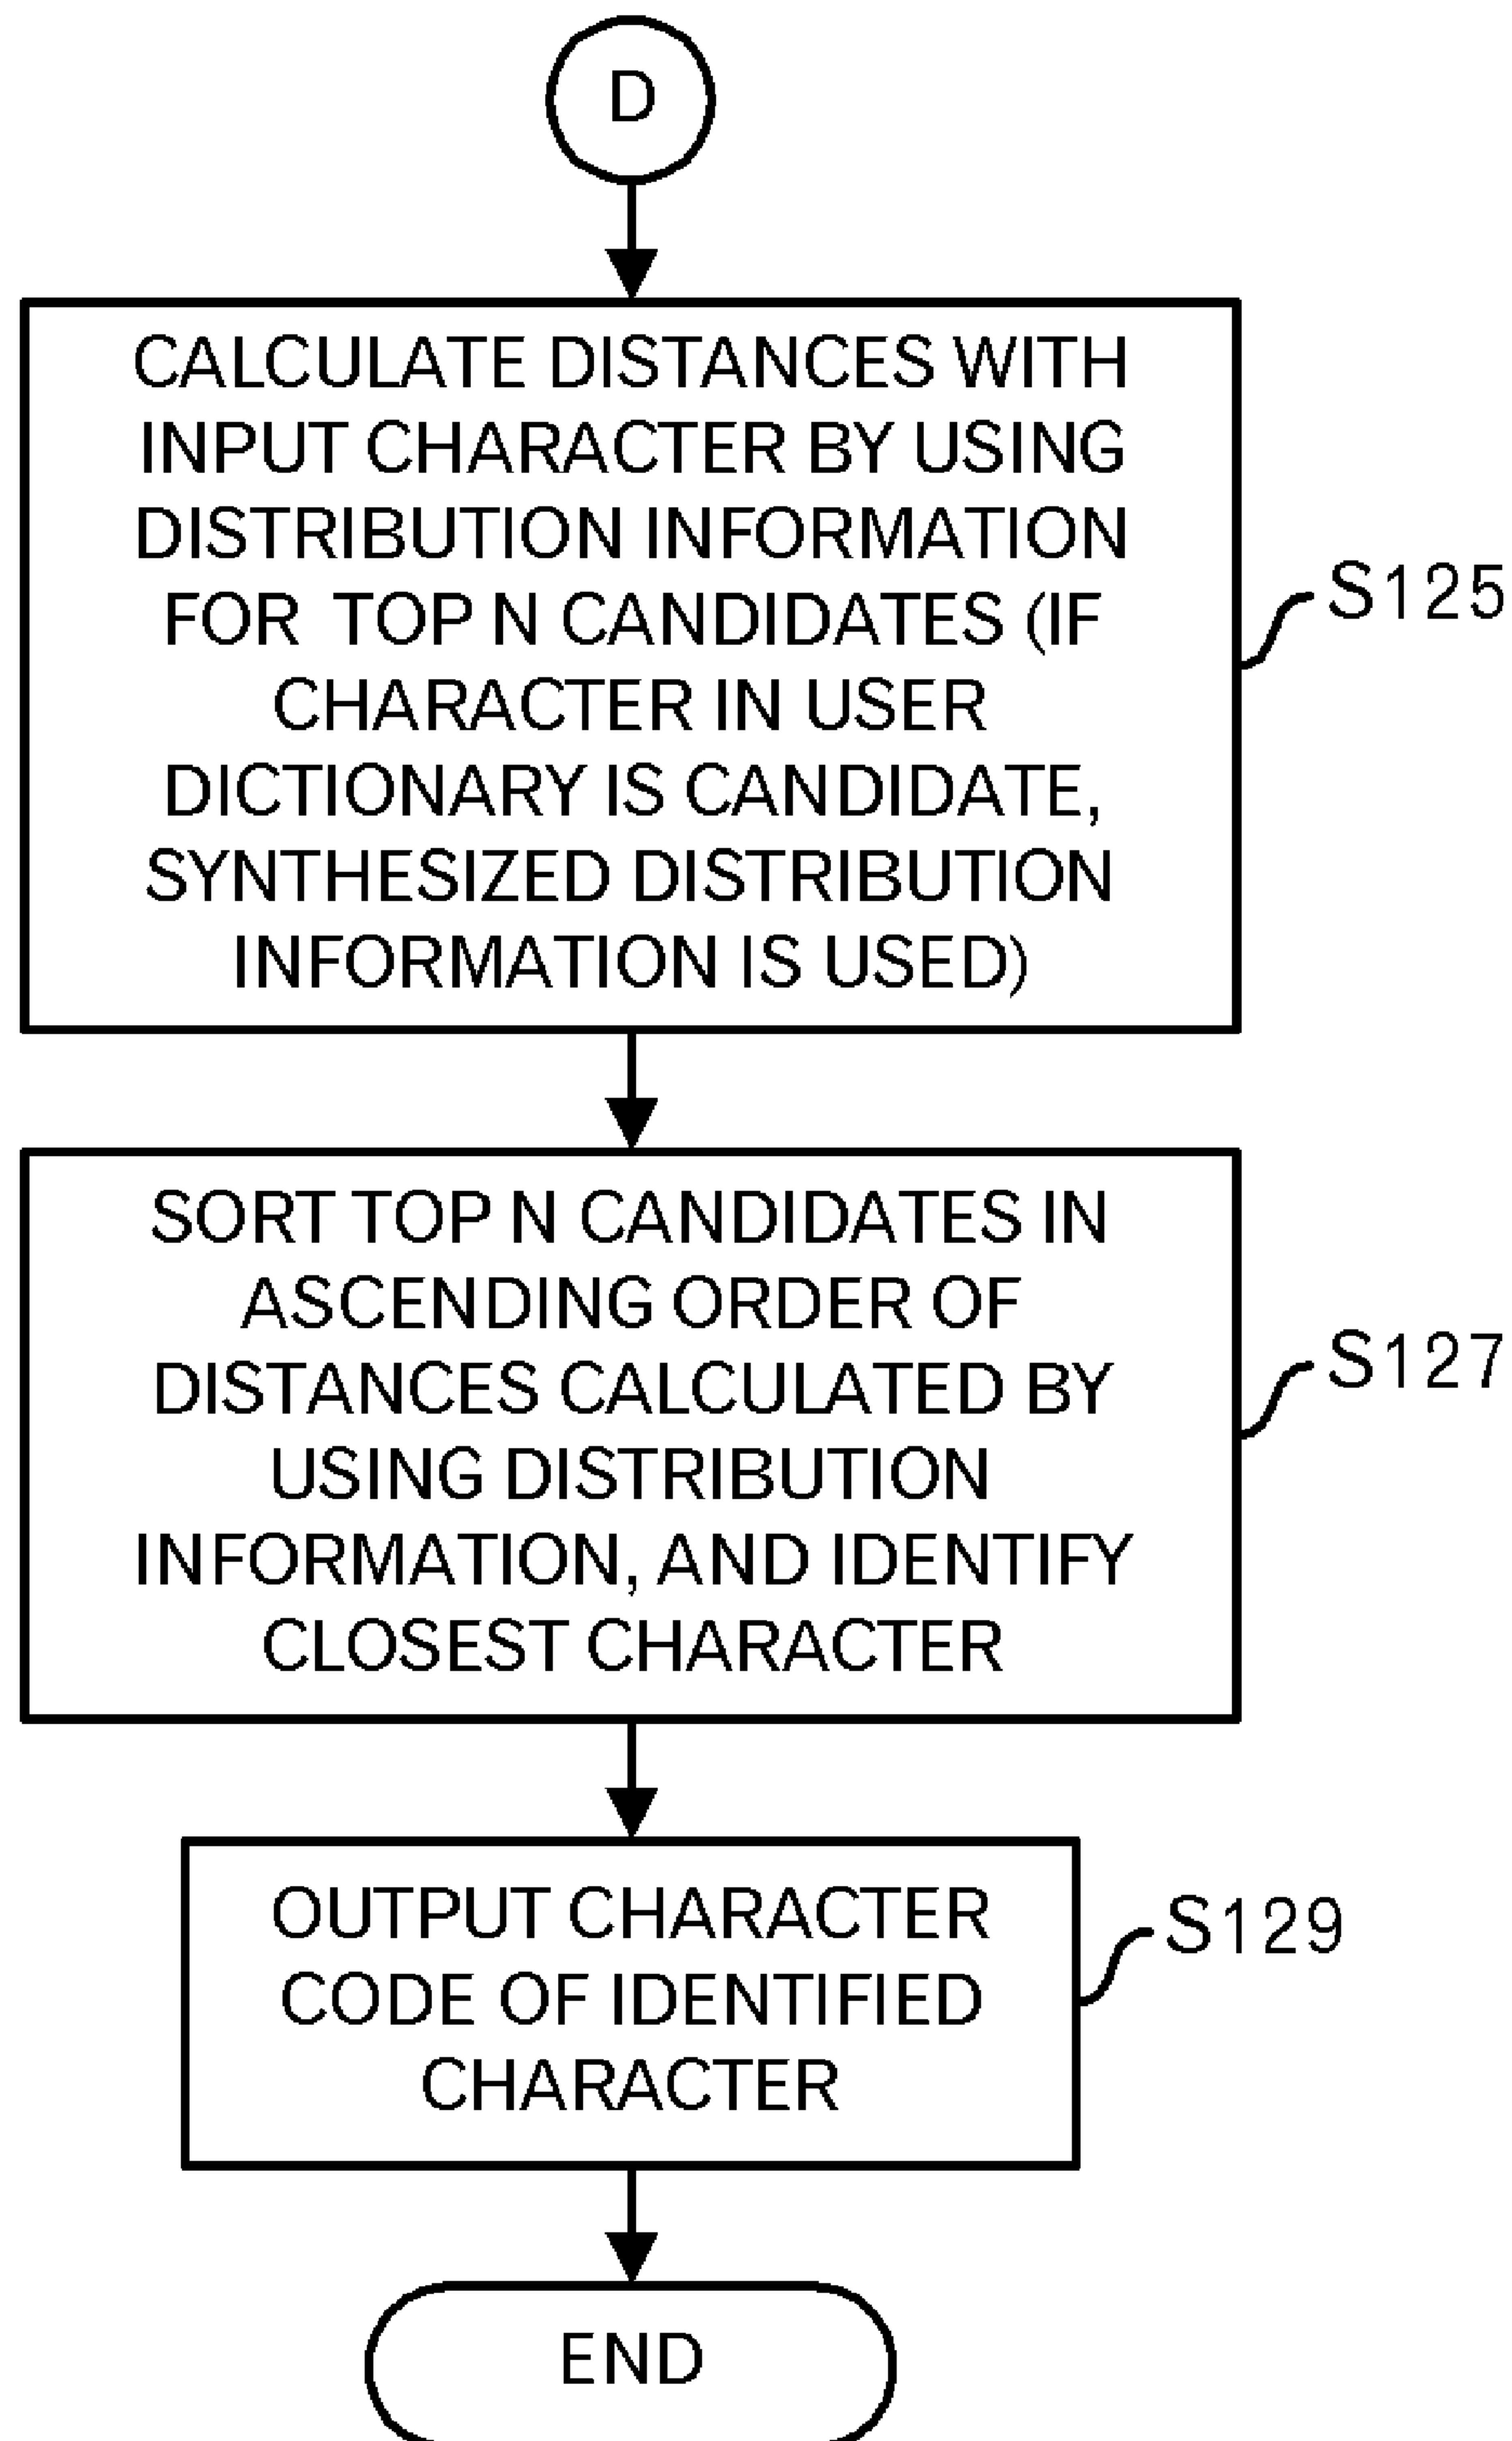 D
CALCULATE DISTANCES WITH
INPUT CHARACTER BY USING
DISTRIBUTION INFORMATION
FOR TOP N CANDIDATES (IF
CHARACTER IN USER
DICTIONARY IS CANDIDATE,
SYNTHESIZED DISTRIBUTION
INFORMATION IS USED)
S125
SORT TOP N CANDIDATES IN
ASCENDING ORDER OF
DISTANCES CALCULATED BY
USING DISTRIBUTION
INFORMATION, AND IDENTIFY
CLOSEST CHARACTER
S127
OUTPUT CHARACTER
CODE OF IDENTIFIED
CHARACTER
S129
END